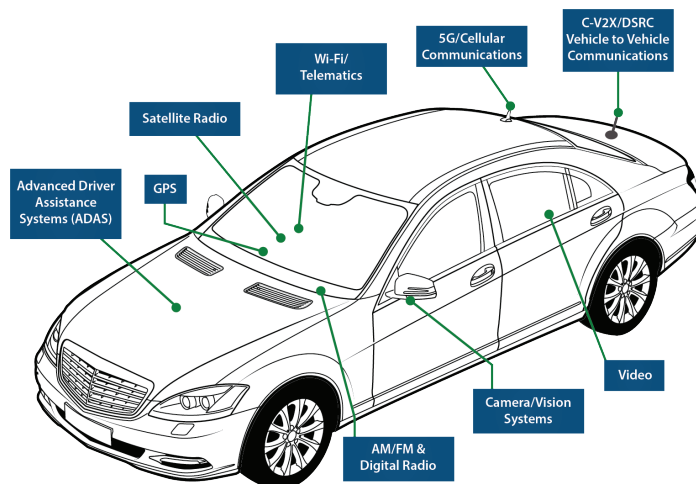 C-V2X/DSRC
Vehicle to Vehicle
Communications
5G/Cellular
Communications
Wi-Fi/
Telematics
Satellite Radio
GPS
Advanced Driver
Assistance
Systems (ADAS)
Video
Camera/Vision
Systems
AM/FM &
Digital Radio